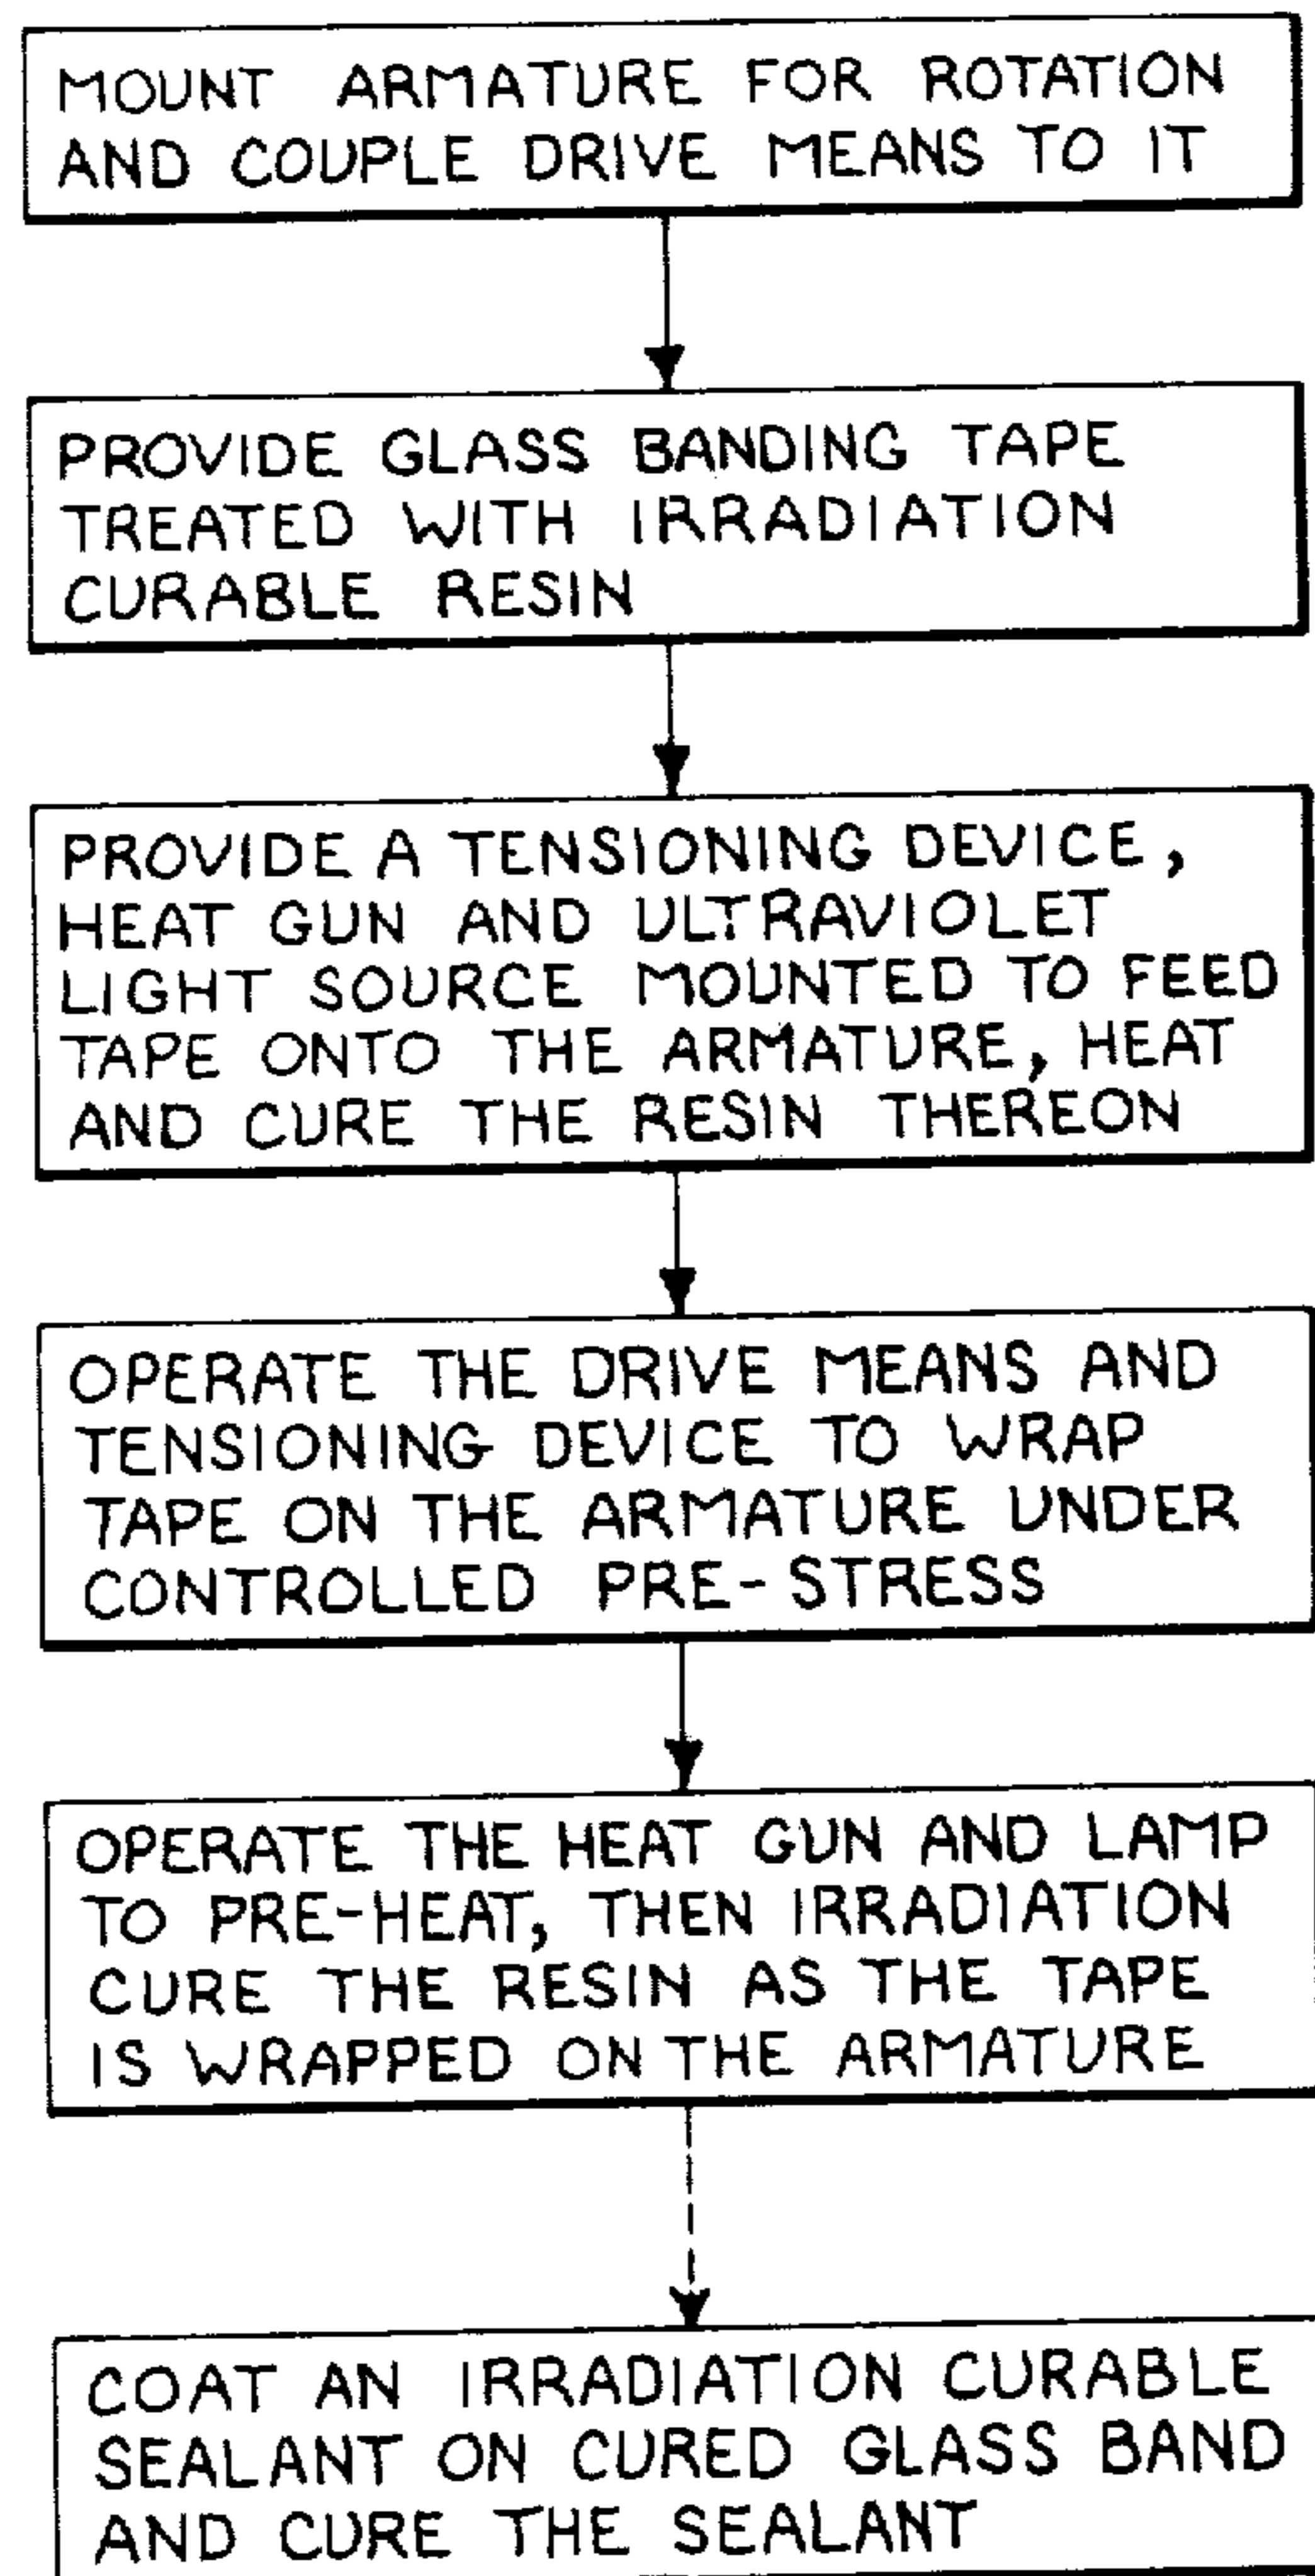 MOUNT ARMATURE FOR ROTATION
AND COUPLE DRIVE MEANS TO IT
PROVIDE GLASS BANDING TAPE
TREATED WITH IRRADIATION
CURABLE RESIN
PROVIDE A TENSIONING DEVICE,
HEAT GUN AND ULTRAVIOLET
LIGHT SOURCE MOUNTED TO FEED
TAPE ONTO THE ARMATURE, HEAT
AND CURE THE RESIN THEREON
OPERATE THE DRIVE MEANS AND
TENSIONING DEVICE TO WRAP
TAPE ON THE ARMATURE UNDER
CONTROLLED PRE-STRESS
OPERATE THE HEAT GUN AND LAMP
TO PRE-HEAT, THEN IRRADIATION
CURE THE RESIN AS THE TAPE
IS WRAPPED ON THE ARMATURE
COAT AN IRRADIATION CURABLE
SEALANT ON CURED GLASS BAND
AND CURE THE SEALANT